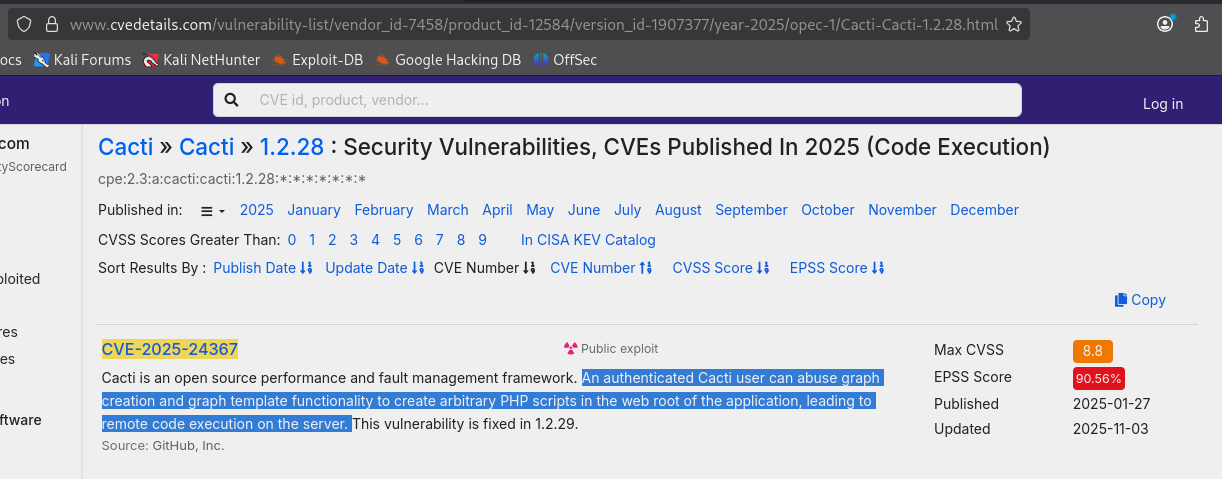 www.cvedetails.com/vulnerability-list/vendor_id-7458/product_id-12584/version_id-1907377/year-2025/opec-1/Cacti-Cacti-1.2.28.html
ocs Kali Forums Kali NetHunter Exploit-DB Google Hacking DB OffSec
n CVE id, product, vendor... Log in
com
yScorecard
ploited
res
es
ftware
Cacti » Cacti » 1.2.28 : Security Vulnerabilities, CVEs Published In 2025 (Code Execution)
cpe:2.3:a:cacti:cacti:1.2.28:*:*:*:*:*:*:*
Published in: 2025 January February March April May June July August September October November December
CVSS Scores Greater Than: 0 1 2 3 4 5 6 7 8 9 In CISA KEV Catalog
Sort Results By : Publish Date Update Date CVE Number CVE Number CVSS Score EPSS Score
Copy
CVE-2025-24367 Public exploit
Cacti is an open source performance and fault management framework. An authenticated Cacti user can abuse graph
creation and graph template functionality to create arbitrary PHP scripts in the web root of the application, leading to
remote code execution on the server. This vulnerability is fixed in 1.2.29.
Source: GitHub, Inc.
Max CVSS 8.8
EPSS Score 90.56%
Published 2025-01-27
Updated 2025-11-03